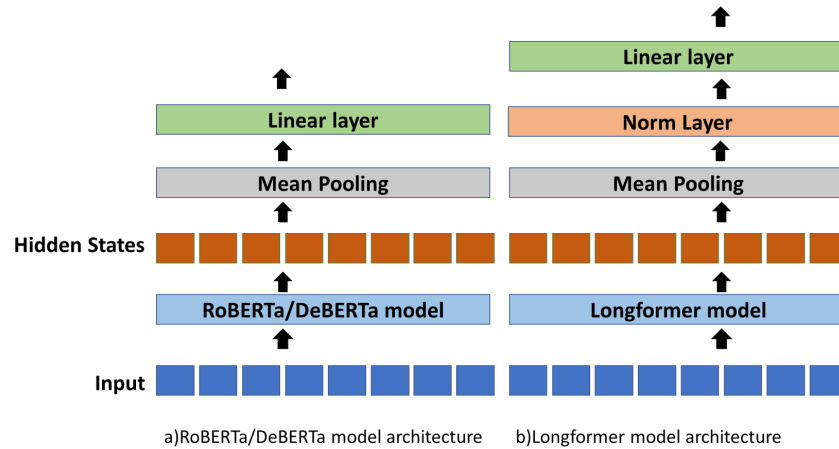 Linear layer
Linear layer
Norm Layer
Mean Pooling
Mean Pooling
Hidden States
RoBERTa/DeBERTa model
Longformer model
Input
a)RoBERTa/DeBERTa model architecture
b)Longformer model architecture